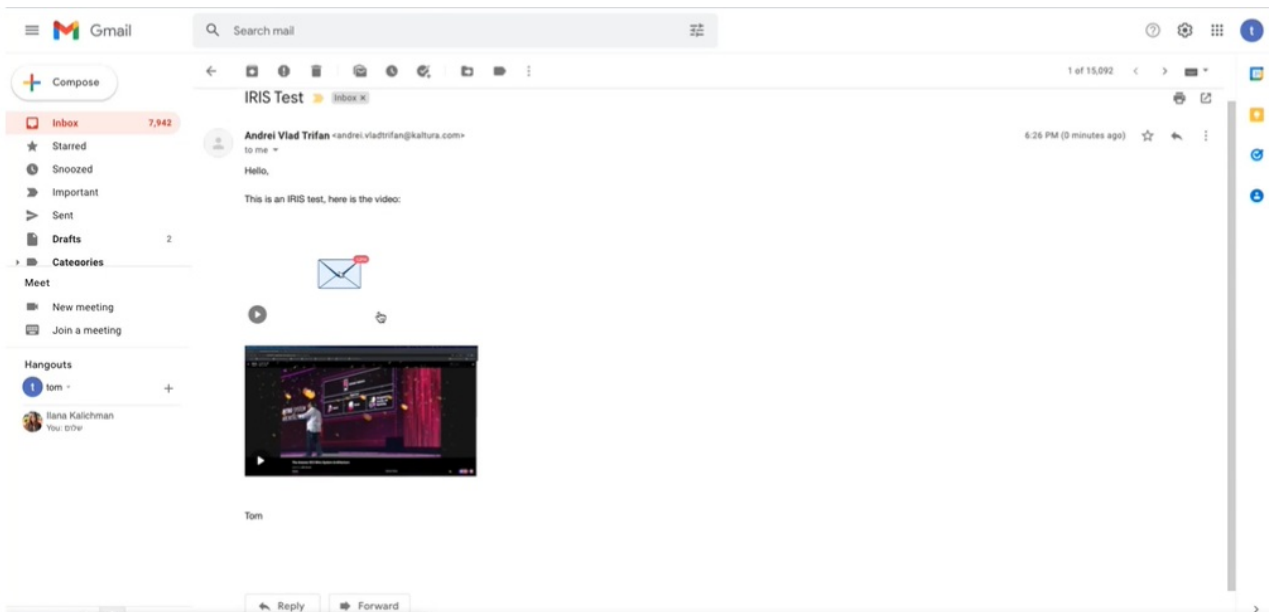 Gmail
Search mail
Compose
1 of 15,092
IRIS Test
Inbox x
Inbox 7,942
Starred
Snoozed
Important
Sent
Drafts 2
Categories
Andrei Vlad Trifan <andrei.vladtrifan@kaltura.com>
6:26 PM (0 minutes ago)
to me
Hello,
This is an IRIS test, here is the video:
Meet
New meeting
Join a meeting
Hangouts
t tom
Ilana Kalichman
You: שלום
t
Tom
Reply
Forward